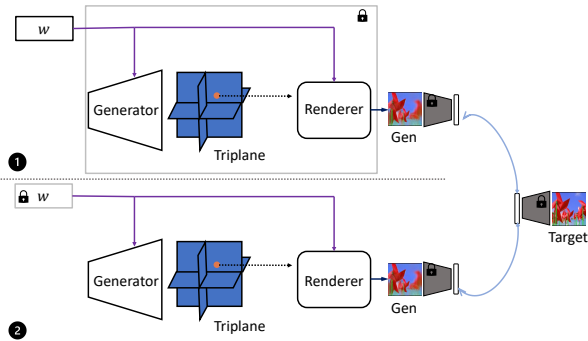 w
Generator
Triplane
Renderer
Gen
1
Target
w
Generator
Triplane
Renderer
Gen
2